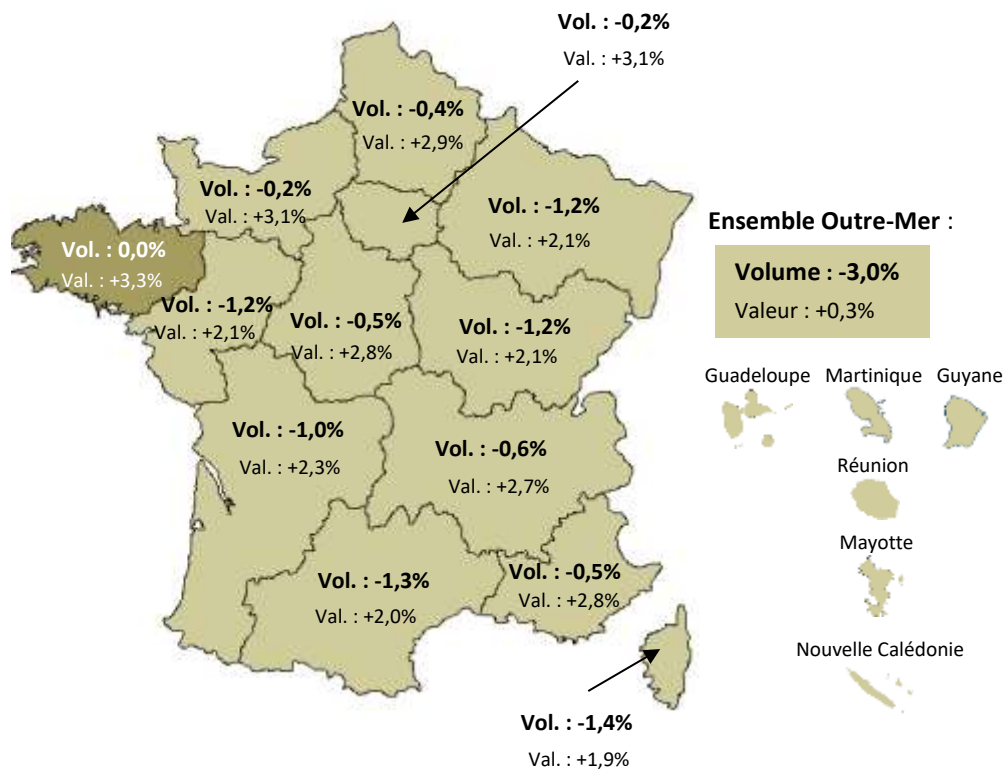 Vol. : -0,2%
Val. : +3,1%
Vol. : -0,4%
Val. : +2,9%
Vol. : -0,2%
Val. : +3,1%
Vol. : -1,2%
Val. : +2,1%
Vol. : 0,0%
Val. : +3,3%
Vol. : -1,2%
Val. : +2,1%
Vol. : -0,5%
Val. : +2,8%
Vol. : -1,2%
Val. : +2,1%
Vol. : -1,0%
Val. : +2,3%
Vol. : -0,6%
Val. : +2,7%
Vol. : -1,3%
Val. : +2,0%
Vol. : -0,5%
Val. : +2,8%
Vol. : -1,4%
Val. : +1,9%
Ensemble Outre-Mer :
Volume : -3,0%
Valeur : +0,3%
Guadeloupe Martinique Guyane
Réunion
Mayotte
Nouvelle Calédonie